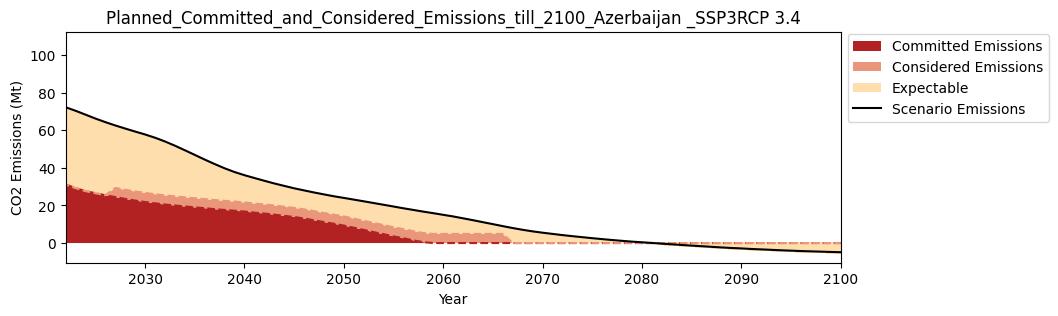 Planned_Committed_and_Considered_Emissions_till_2100_Azerbaijan _SSP3RCP 3.4
Committed Emissions
Considered Emissions
Expectable
Scenario Emissions
CO2 Emissions (Mt)
100
80
60
40
20
0
2030 2040 2050 2060 2070 2080 2090 2100
Year